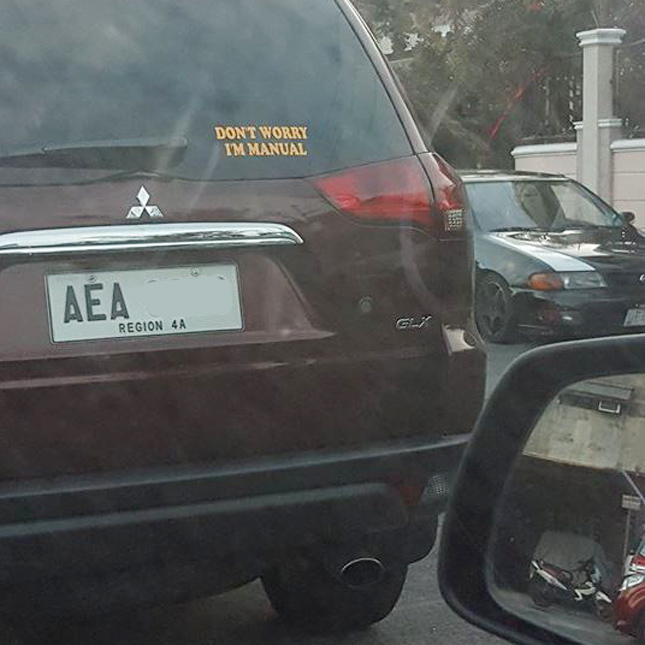 DON'T WORRY
I'M MANUAL
AEA
REGION 4A
GLX